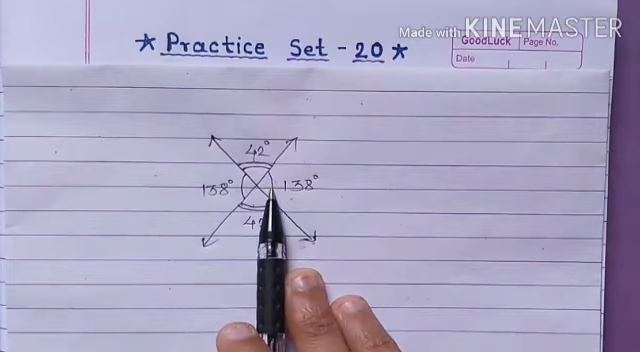 Made with KINEMASTER
* Practice Set - 20 *
GoodLuck Page No.
Date
42°
138° 138°